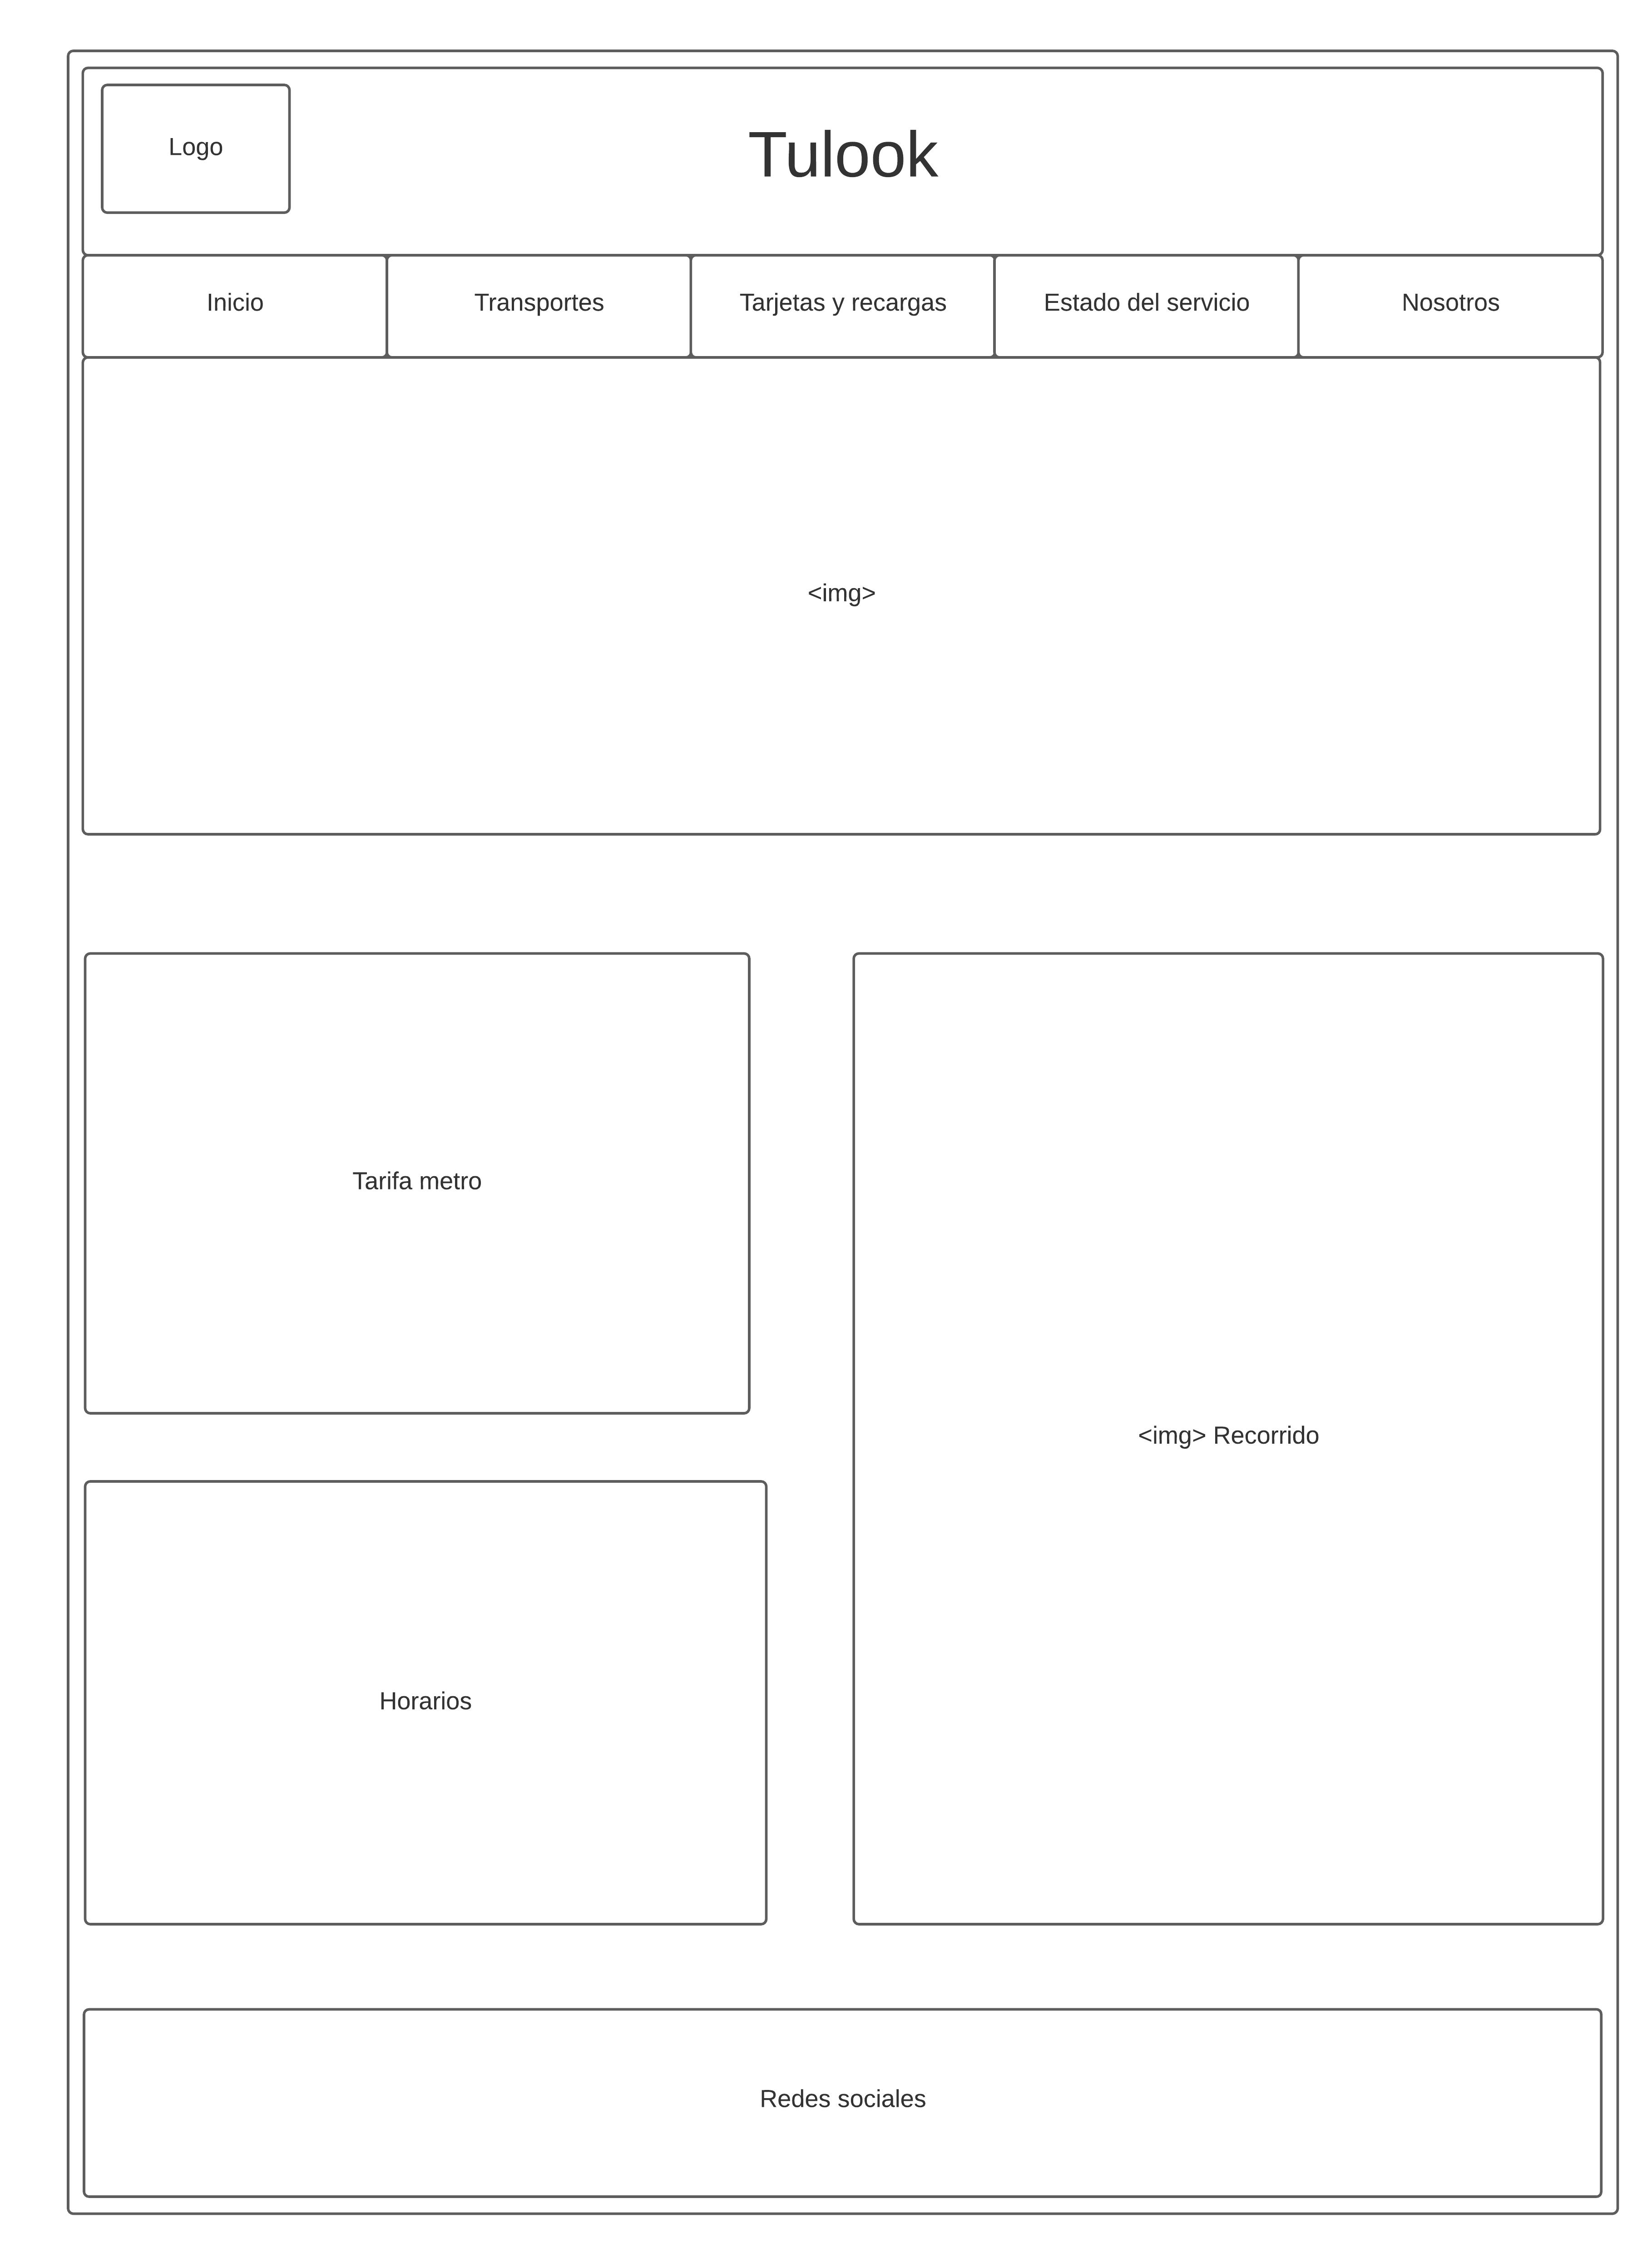 Logo
Tulook
Inicio
Transportes
Tarjetas y recargas
Estado del servicio
Nosotros
<img>
Tarifa metro
<img> Recorrido
Horarios
Redes sociales